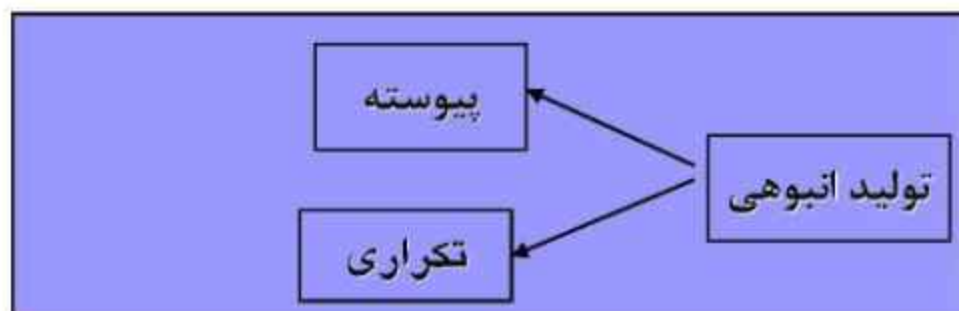 پیوسته
تولید انبوهی
تکراری